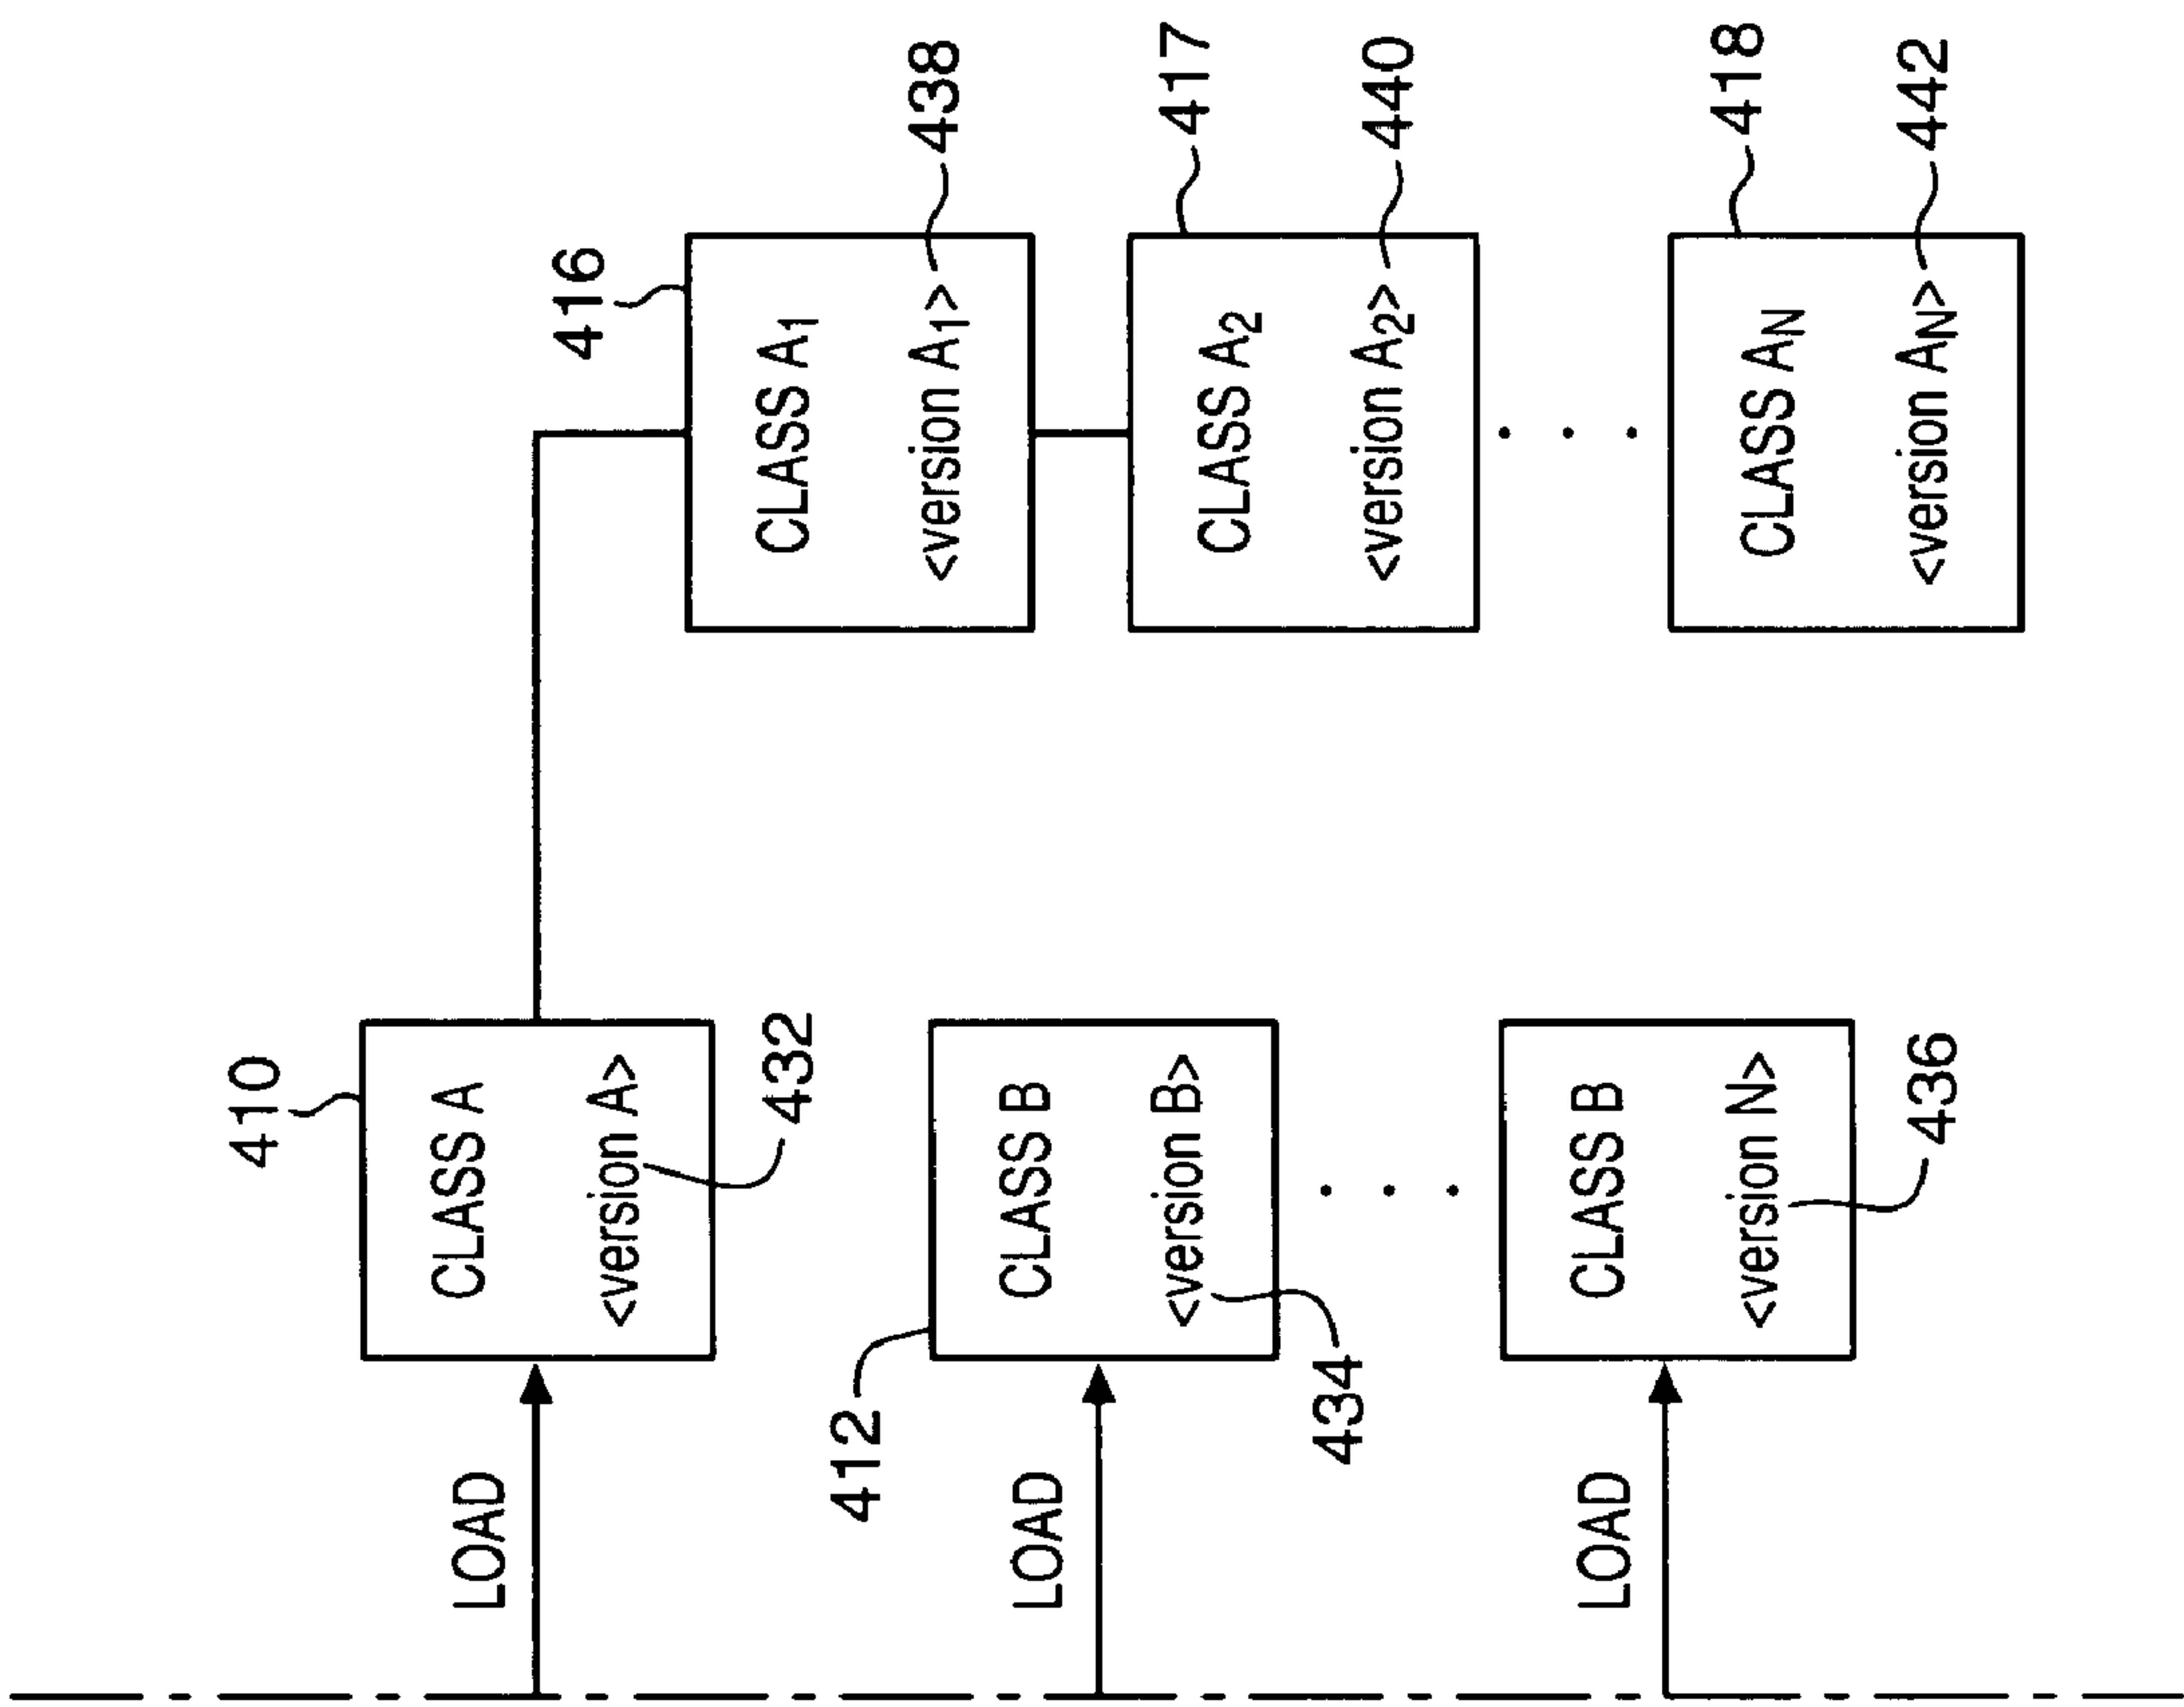 410
LOAD
CLASS A
<version A>
432
416
CLASS A1
<version A1>
438
417
CLASS A2
<version A2>
440
418
CLASS AN
<version AN>
442
412
LOAD
CLASS B
<version B>
434
LOAD
CLASS B
<version N>
436